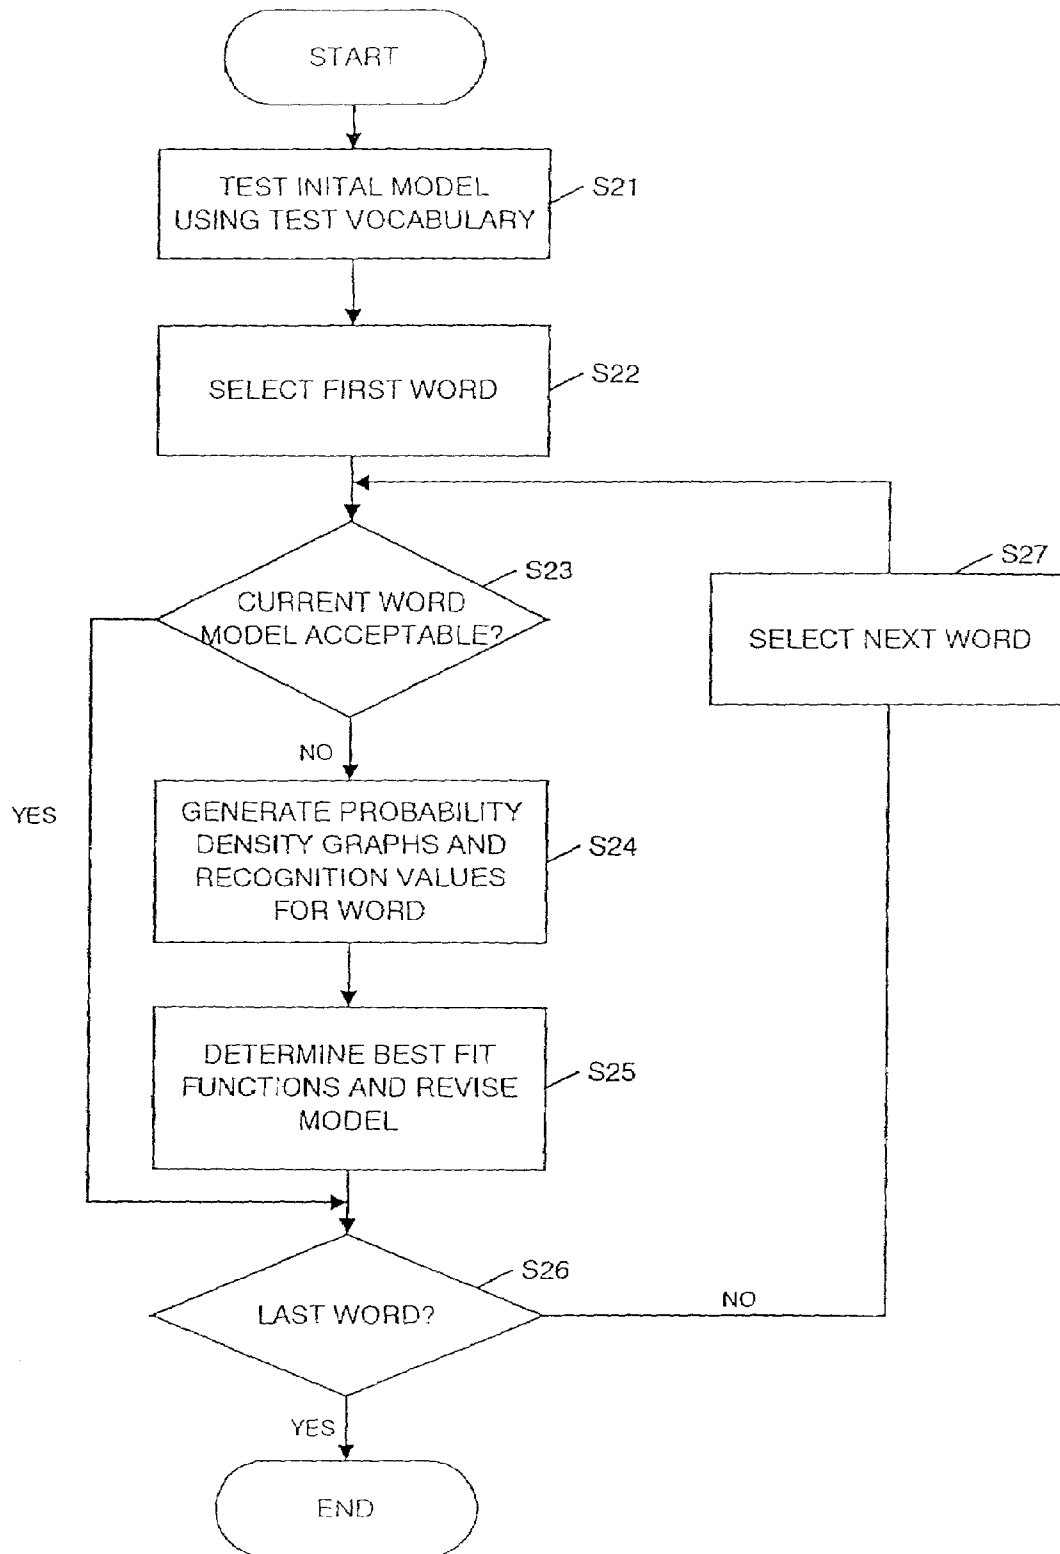 START
TEST INITAL MODEL
USING TEST VOCABULARY
S21
SELECT FIRST WORD
S22
CURRENT WORD
MODEL ACCEPTABLE?
S23
S27
SELECT NEXT WORD
NO
YES
GENERATE PROBABILITY
DENSITY GRAPHS AND
RECOGNITION VALUES
FOR WORD
S24
DETERMINE BEST FIT
FUNCTIONS AND REVISE
MODEL
S25
LAST WORD?
S26
NO
YES
END